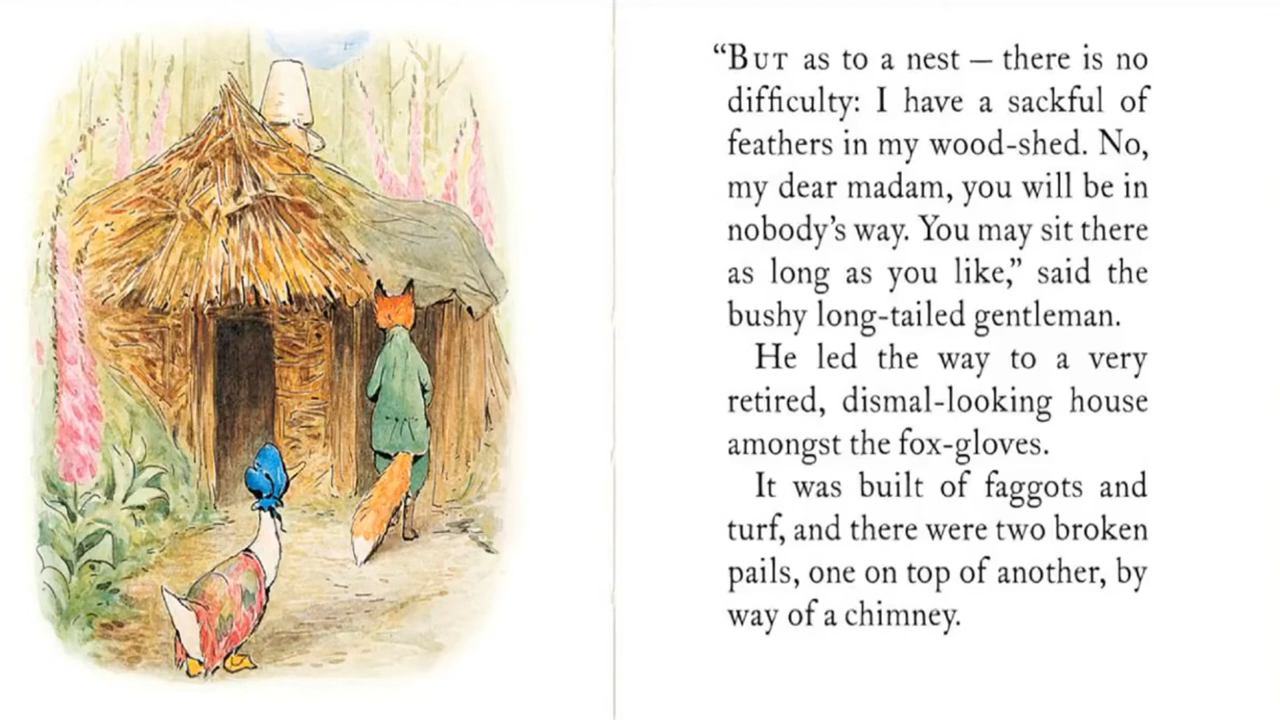 “BUT as to a nest — there is no
difficulty: I have a sackful of
feathers in my wood-shed. No,
my dear madam, you will be in
nobody’s way. You may sit there
as long as you like,” said the
bushy long-tailed gentleman.
He led the way to a very
retired, dismal-looking house
amongst the fox-gloves.
It was built of faggots and
turf, and there were two broken
pails, one on top of another, by
way of a chimney.